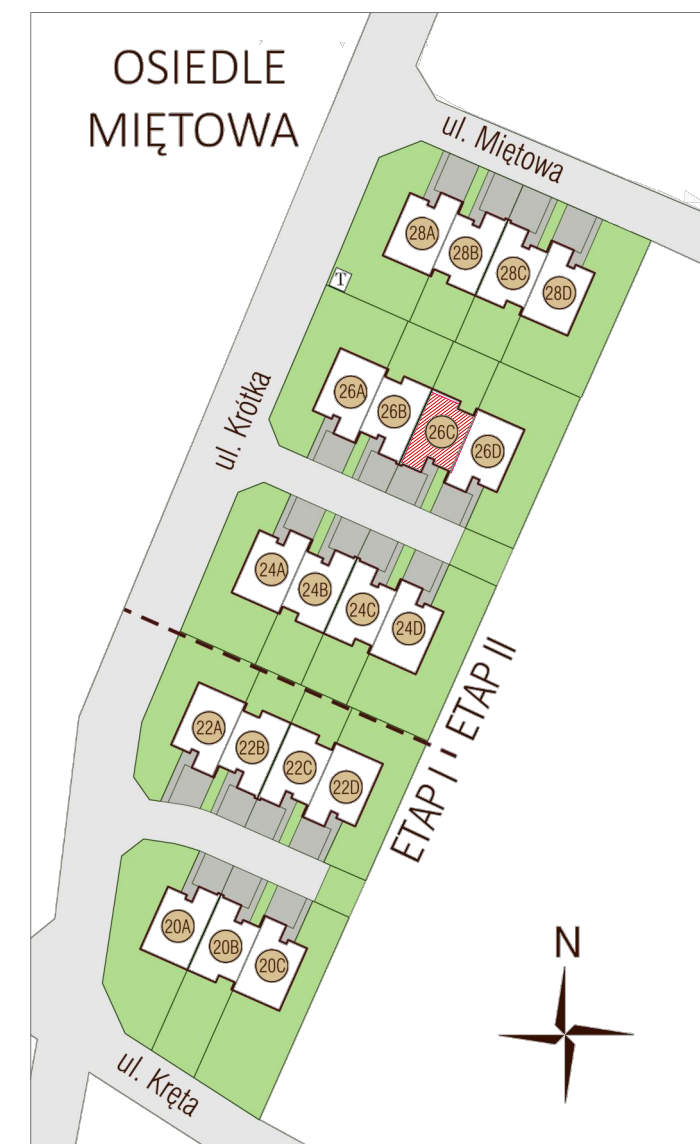 OSIEDLE
MIĘTOWA
ul. Miętowa
28A
28B
28C
28D
T
ul. Krótka
26A
26B
26C
26D
24A
24B
24C
24D
ETAP II
ETAP I
22A
22B
22C
22D
20A
20B
20C
N
ul. Kręta